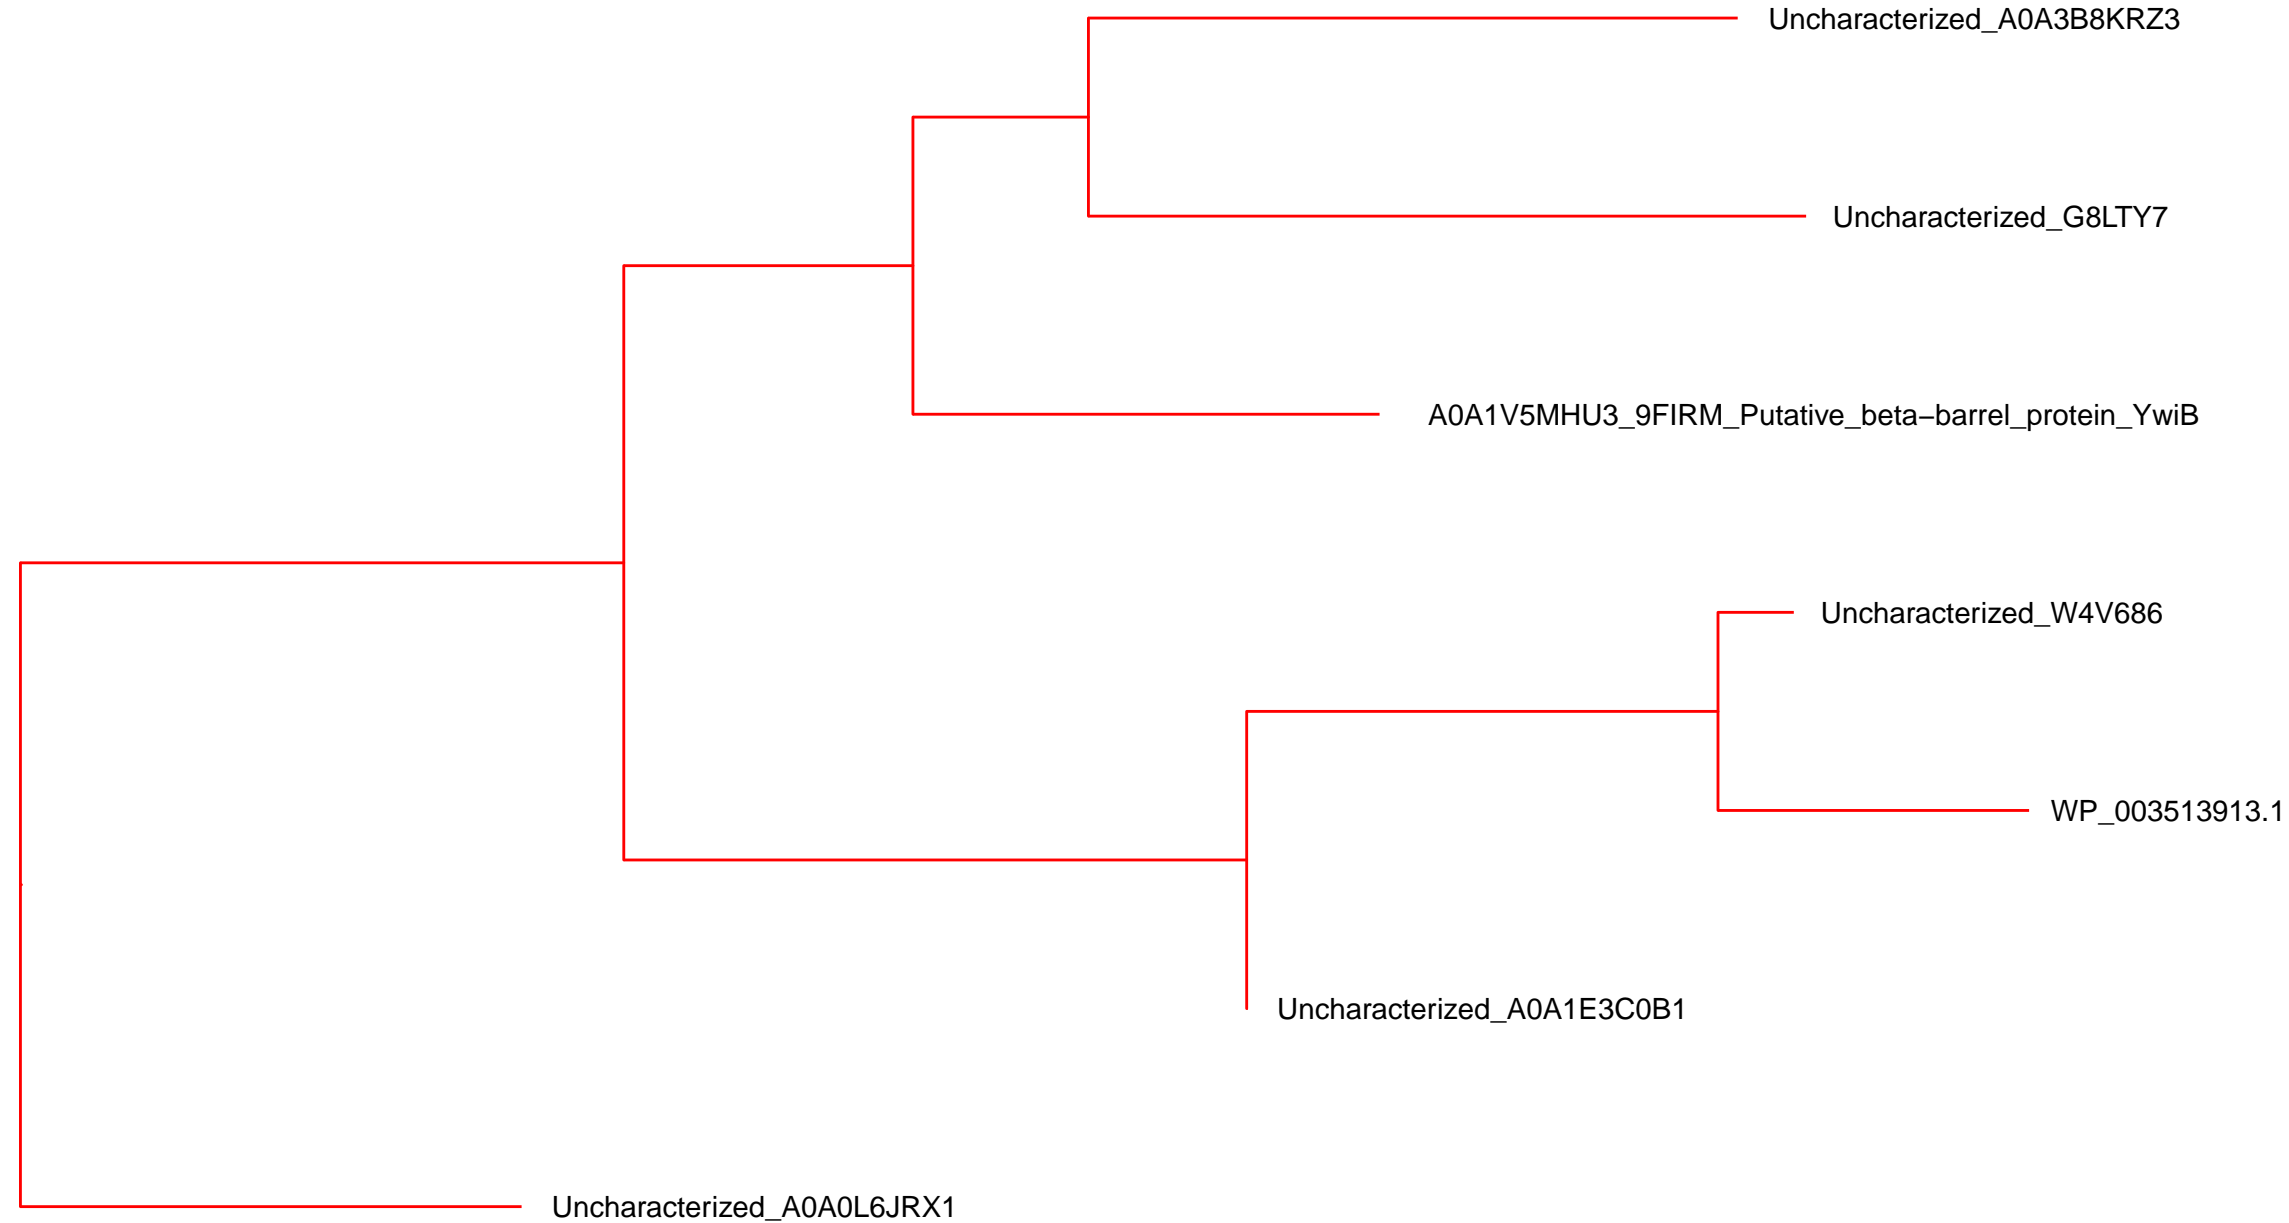 Uncharacterized_A0A3B8KRZ3
Uncharacterized_G8LTY7
A0A1V5MHU3_9FIRM_Putative_beta−barrel_protein_YwiB
Uncharacterized_W4V686
WP_003513913.1
Uncharacterized_A0A1E3C0B1
Uncharacterized_A0A0L6JRX1